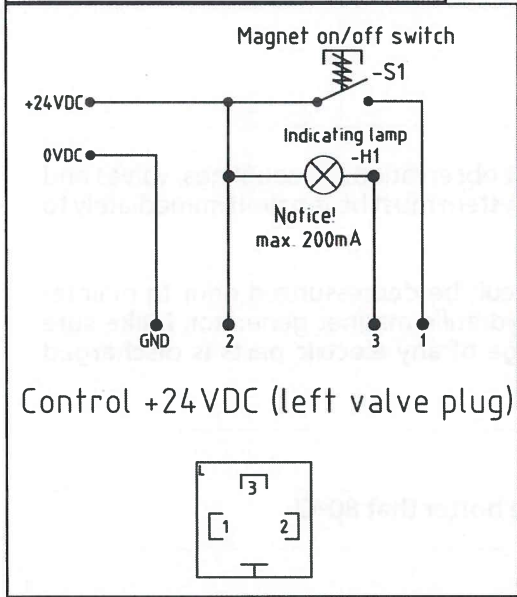 Magnet on/off switch
-S1
+24VDC
0VDC
Indicating lamp
-H1
Notice!
max. 200mA
GND 2 3 1
Control +24VDC (left valve plug)
L
3
1 2